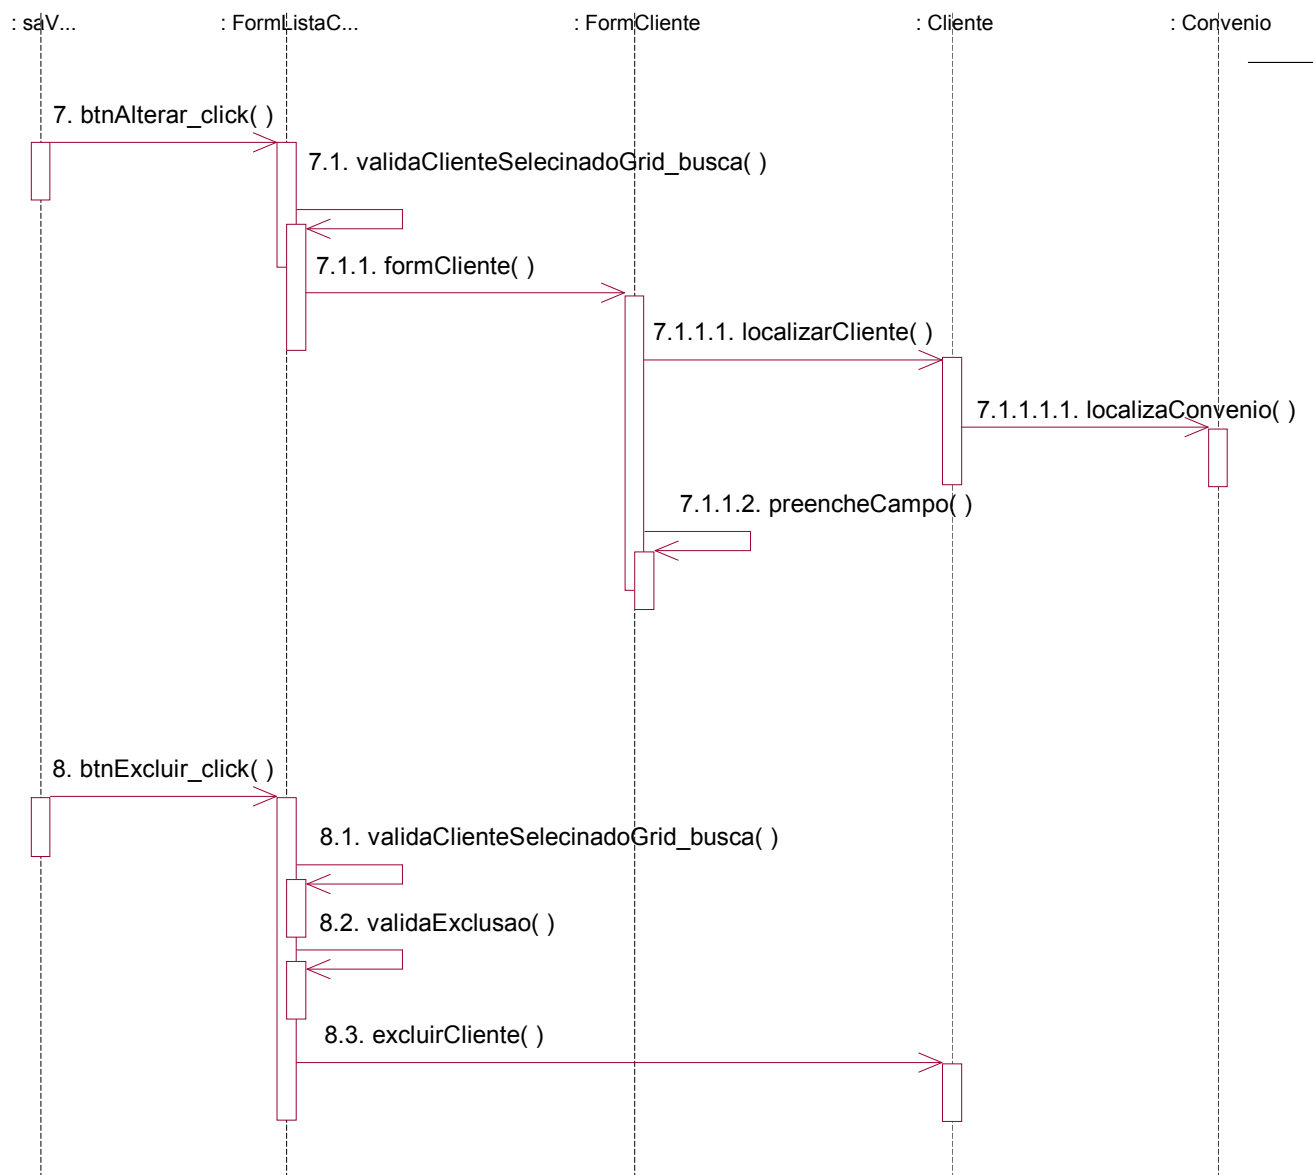 : saV...
: FormListaC...
: FormCliente
: Cliente
: Convenio
7. btnAlterar_click( )
7.1. validaClienteSelecinadoGrid_busca( )
7.1.1. formCliente( )
7.1.1.1. localizarCliente( )
7.1.1.1.1. localizaConvenio( )
7.1.1.2. preencheCampo( )
8. btnExcluir_click( )
8.1. validaClienteSelecinadoGrid_busca( )
8.2. validaExclusao( )
8.3. excluirCliente( )